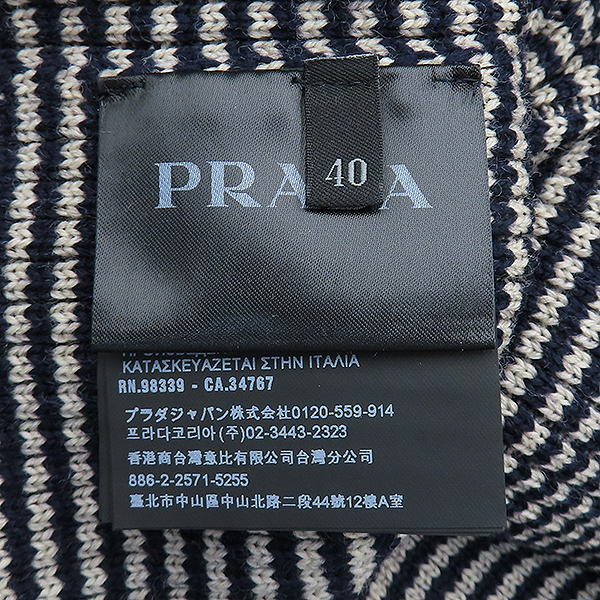 PRADA
40
ΚΑΤΑΣΚΕΥΑΖΕΤΑΙ ΣΤΗΝ ΙΤΑΛΙΑ
RN.98339 - CA.34767
プラダジャパン株式会社0120-559-914
프라다코리아(주)02-3443-2323
香港商台灣意比有限公司台灣分公司
886-2-2571-5255
臺北市中山區中山北路二段44號12樓A室